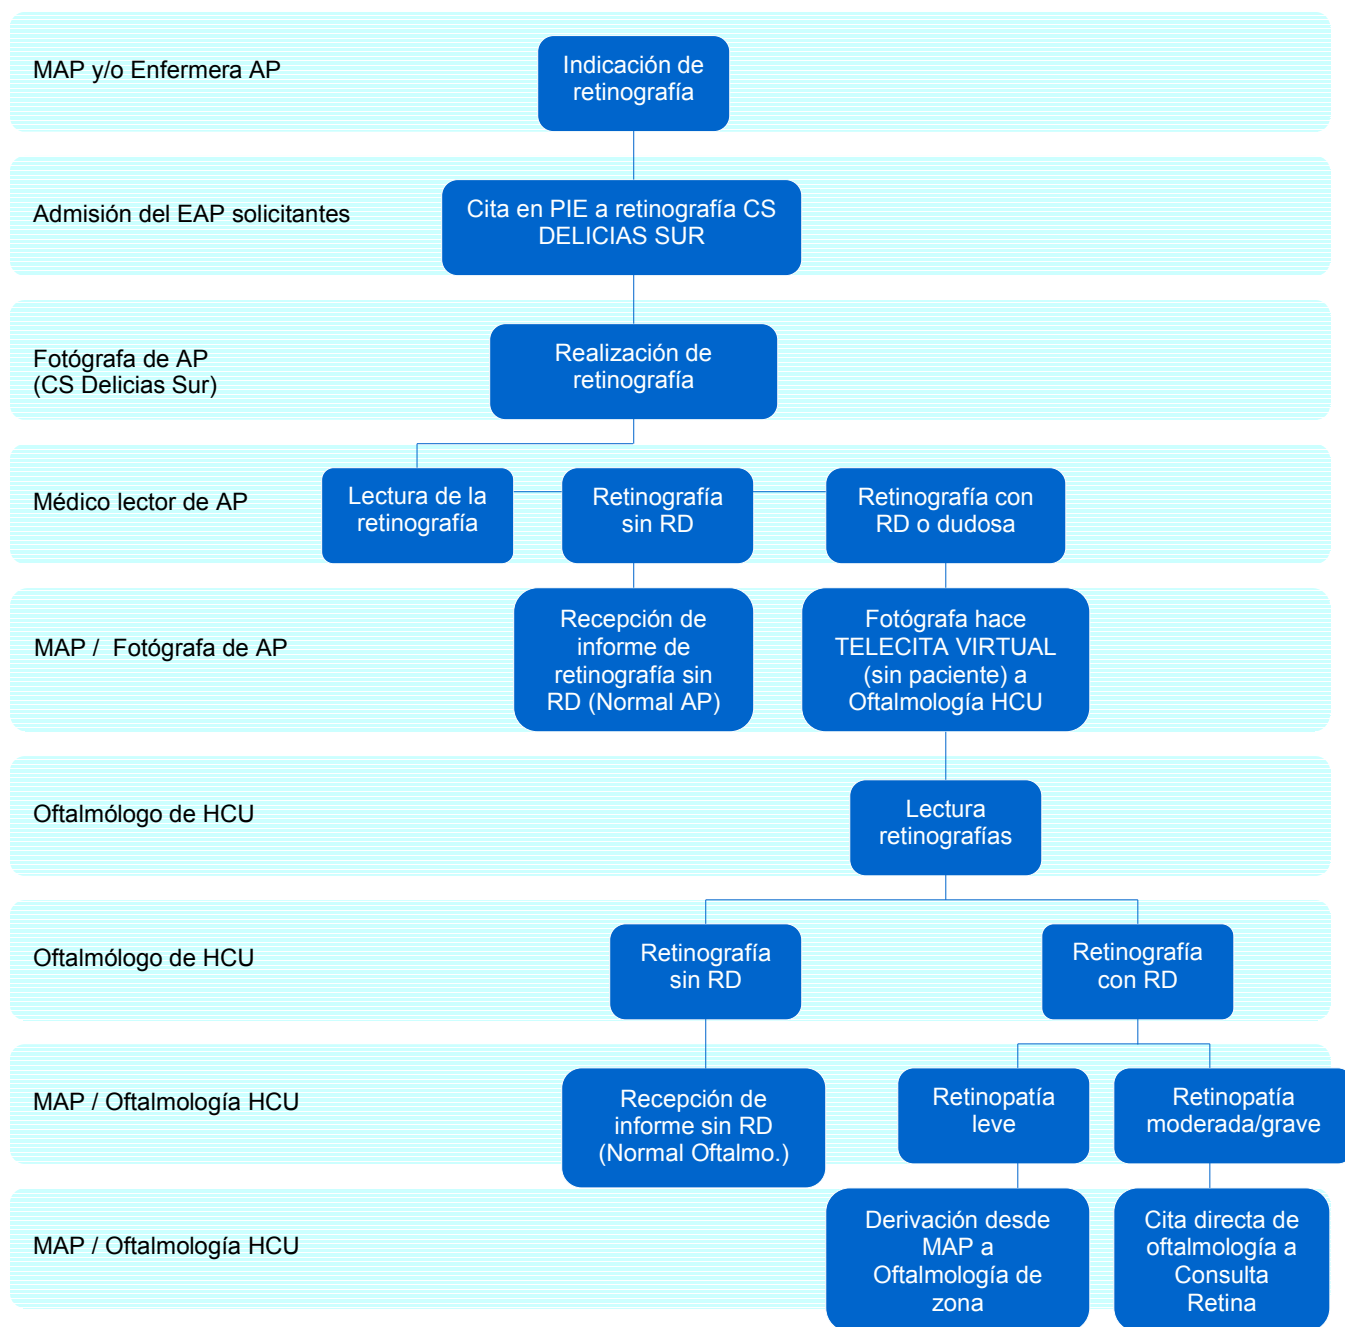 MAP y/o Enfermera AP
Indicación de
retinografía
Admisión del EAP solicitantes
Cita en PIE a retinografía CS
DELICIAS SUR
Fotógrafa de AP
(CS Delicias Sur)
Realización de
retinografía
Médico lector de AP
Lectura de la
retinografía
Retinografía
sin RD
Retinografía con
RD o dudosa
MAP / Fotógrafa de AP
Recepción de
informe de
retinografía sin
RD (Normal AP)
Fotógrafa hace
TELECITA VIRTUAL
(sin paciente) a
Oftalmología HCU
Oftalmólogo de HCU
Lectura
retinografías
Oftalmólogo de HCU
Retinografía
sin RD
Retinografía
con RD
MAP / Oftalmología HCU
Recepción de
informe sin RD
(Normal Oftalmo.)
Retinopatía
leve
Retinopatía
moderada/grave
MAP / Oftalmología HCU
Derivación desde
MAP a
Oftalmología de
zona
Cita directa de
oftalmología a
Consulta
Retina